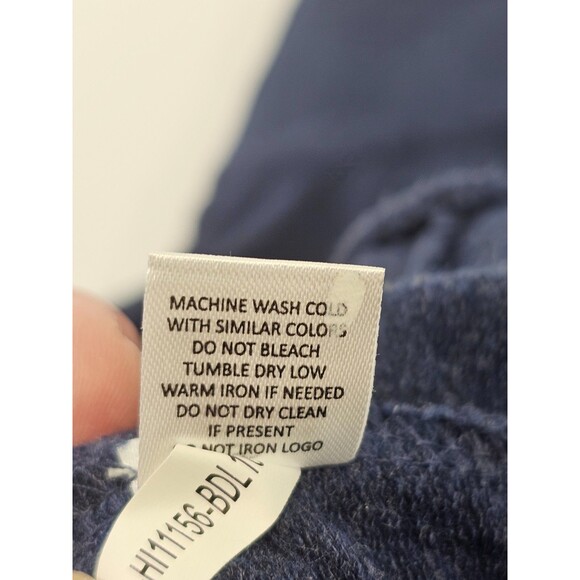 MACHINE WASH COLD
WITH SIMILAR COLORS
DO NOT BLEACH
TUMBLE DRY LOW
WARM IRON IF NEEDED
DO NOT DRY CLEAN
IF PRESENT
NOT IRON LOGO
HI11156-BDL